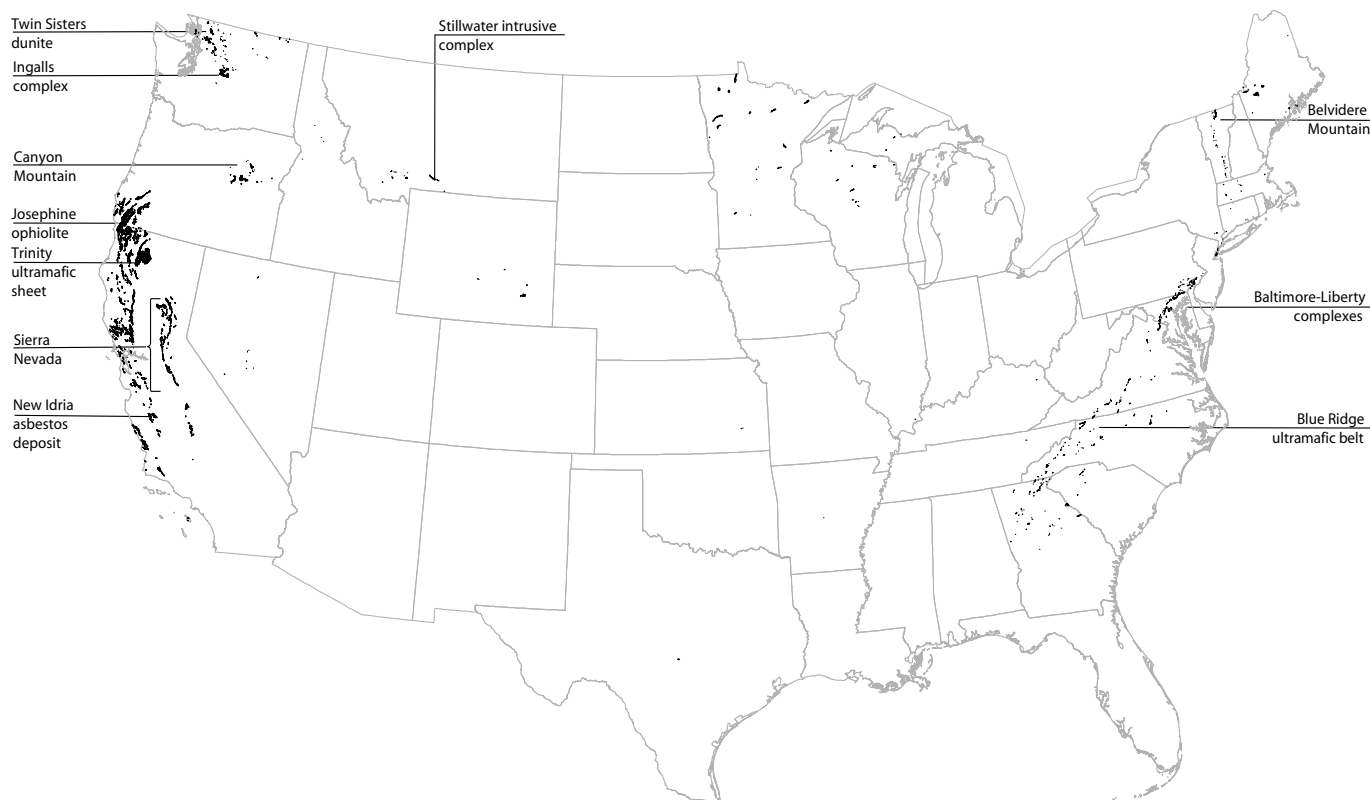 Twin Sisters
dunite
Ingalls
complex
Canyon
Mountain
Josephine
ophiolite
Trinity
ultramafic
sheet
Sierra
Nevada
New Idria
asbestos
deposit
Stillwater intrusive
complex
Belvidere
Mountain
Baltimore-Liberty
complexes
Blue Ridge
ultramafic belt